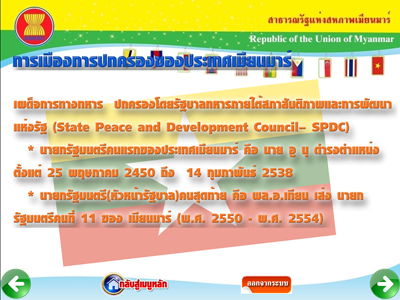 สาธารณรัฐแห่งสหภาพเมียนมาร์
Republic of the Union of Myanmar
การเมืองการปกครองของประเทศเมียนมาร์
เผด็จการทางทหาร ปกครองโดยรัฐบาลทหารภายใต้สภาสันติภาพและการพัฒนา
แห่งรัฐ (State Peace and Development Council– SPDC)
* นายกรัฐมนตรีคนแรกของประเทศเมียนมาร์ คือ นาย อู นุ ดำรงตำแหน่ง
ตั้งแต่ 25 พฤษภาคม 2450 ถึง 14 กุมภาพันธ์ 2538
* นายกรัฐมนตรี(หัวหน้ารัฐบาล)คนสุดท้าย คือ พล.อ.เทียน เส่ง นายก
รัฐมนตรีคนที่ 11 ของ เมียนมาร์ (พ.ศ. 2550 - พ.ศ. 2554)
กลับสู่เมนูหลัก
ออกจากระบบ